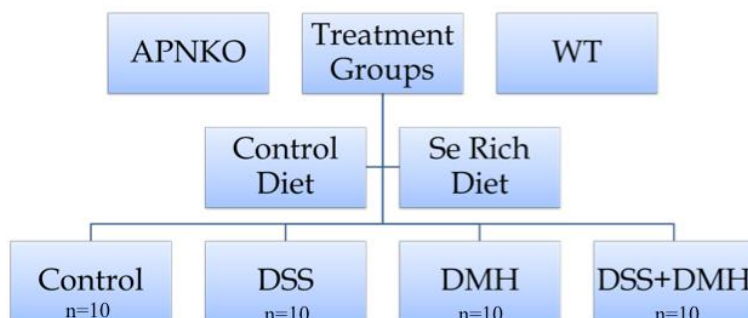 APNKO
Treatment
Groups
WT
Control
Diet
Se Rich
Diet
Control
n=10
DSS
n=10
DMH
n=10
DSS+DMH
n=10